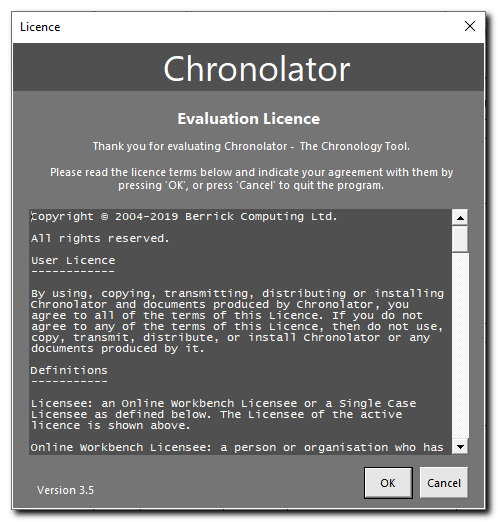 Licence
Chronolator
Evaluation Licence
Thank you for evaluating Chronolator -  The Chronology Tool.
Please read the licence terms below and indicate your agreement with them by
pressing 'OK', or press 'Cancel' to quit the program.
Copyright © 2004-2019 Berrick Computing Ltd.
All rights reserved.
User Licence
------------
By using, copying, transmitting, distributing or installing
Chronolator and documents produced by Chronolator, you
agree to all of the terms of this Licence. If you do not
agree to any of the terms of this Licence, then do not use,
copy, transmit, distribute, or install Chronolator or any
documents produced by it.
Definitions
-----------
Licensee: an Online Workbench Licensee or a Single Case
Licensee as defined below. The Licensee of the active
licence is shown above.
Online Workbench Licensee: a person or organisation who has
Version 3.5
OK
Cancel